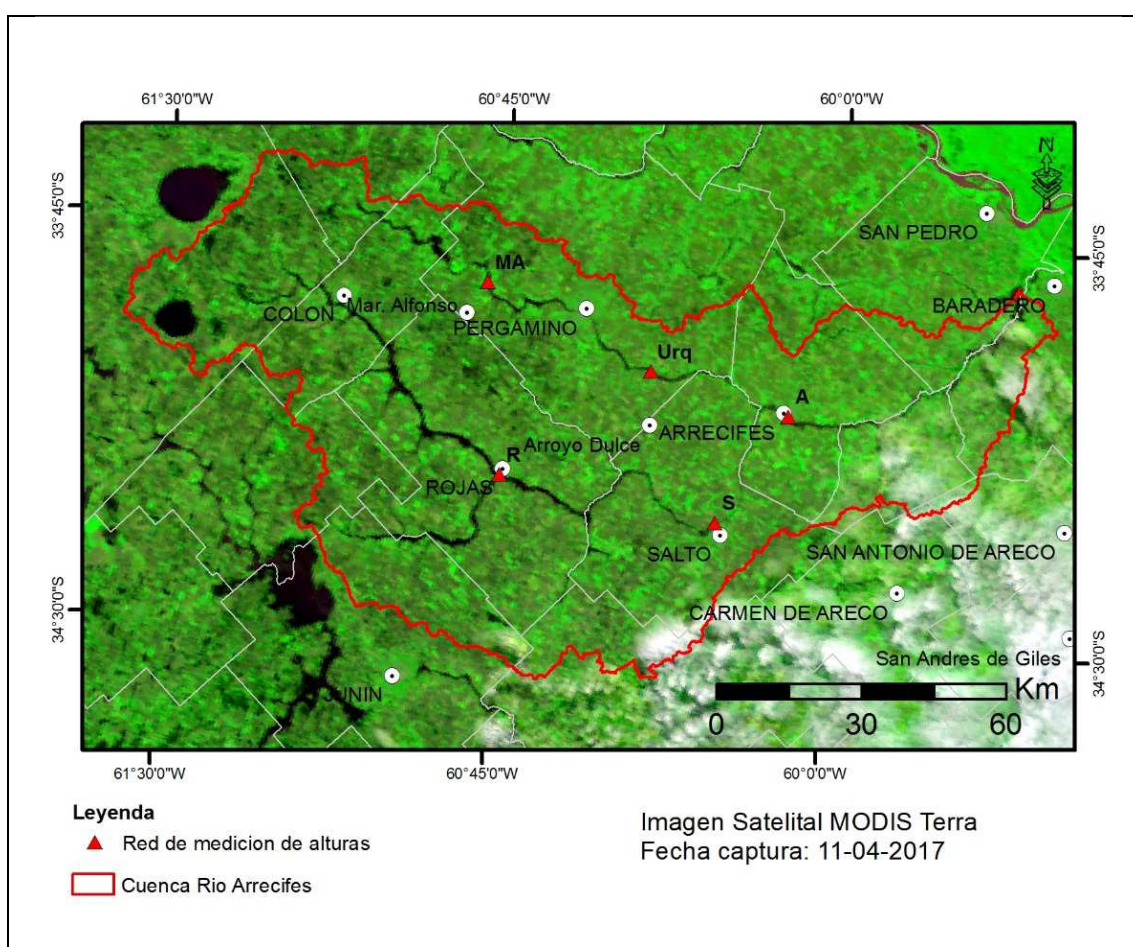 61°30'0"W
60°45'0"W
60°0'0"W
N
33°45'0"S
33°45'0"S
SAN PEDRO
MA
BARADERO
COLON
Mar. Alfonso
PERGAMINO
Urq
A
R
Arroyo Dulce
ARRECIFES
ROJAS
S
SALTO
SAN ANTONIO DE ARECO
34°30'0"S
CARMEN DE ARECO
34°30'0"S
San Andres de Giles
JUNIN
Km
0
30
60
61°30'0"W
60°45'0"W
60°0'0"W
Leyenda
Red de medicion de alturas
Cuenca Rio Arrecifes
Imagen Satelital MODIS Terra
Fecha captura: 11-04-2017